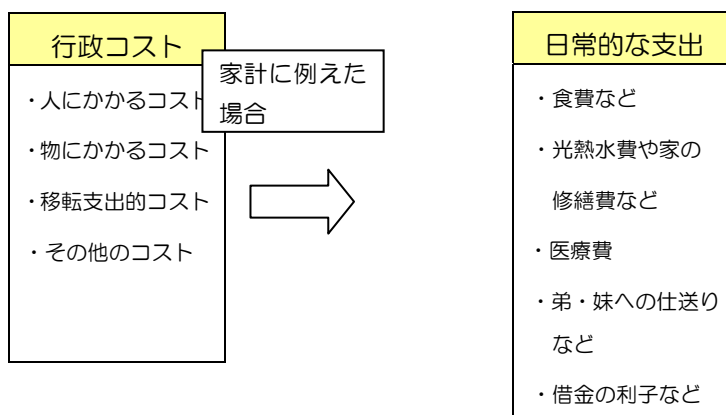 行政コスト
・人にかかるコスト
・物にかかるコスト
・移転支出的コスト
・その他のコスト
家計に例えた
場合
日常的な支出
・食費など
・光熱水費や家の
修繕費など
・医療費
・弟・妹への仕送り
など
・借金の利子など